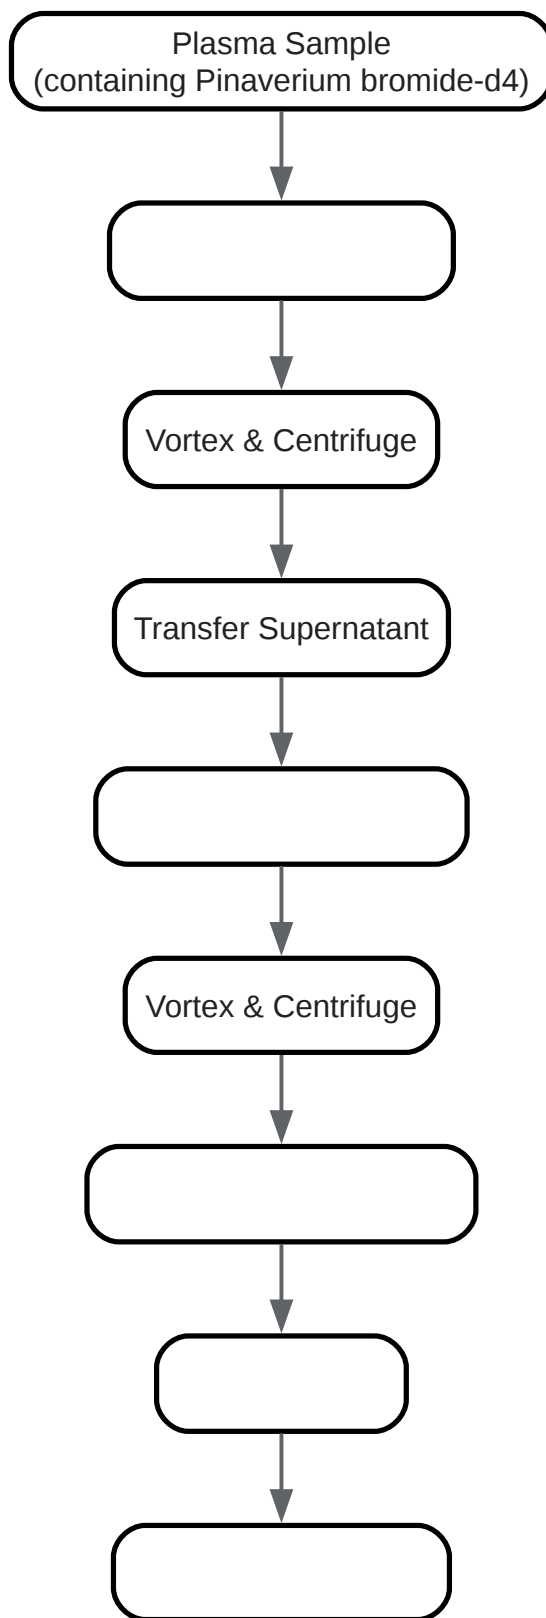 Plasma Sample
(containing Pinaverium bromide-d4)
Vortex & Centrifuge
Transfer Supernatant
Vortex & Centrifuge